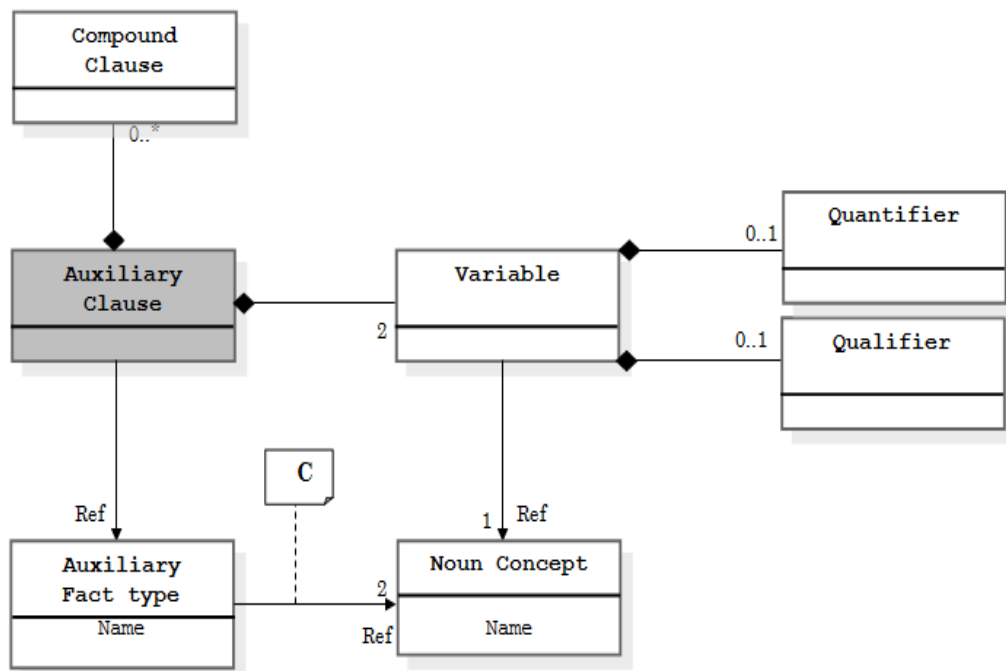 Compound
Clause
0..*
Auxiliary
Clause
2
Variable
0..1
Quantifier
0..1
Qualifier
C
Ref
1
Ref
Auxiliary
Fact type
Name
2
Ref
Noun Concept
Name